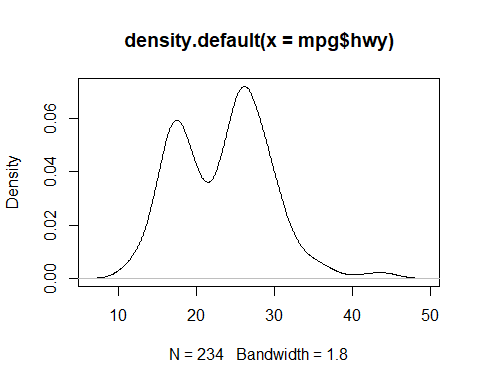 density.default(x = mpg$hwy)
Density
0.06
0.04
0.02
0.00
10 20 30 40 50
N = 234 Bandwidth = 1.8